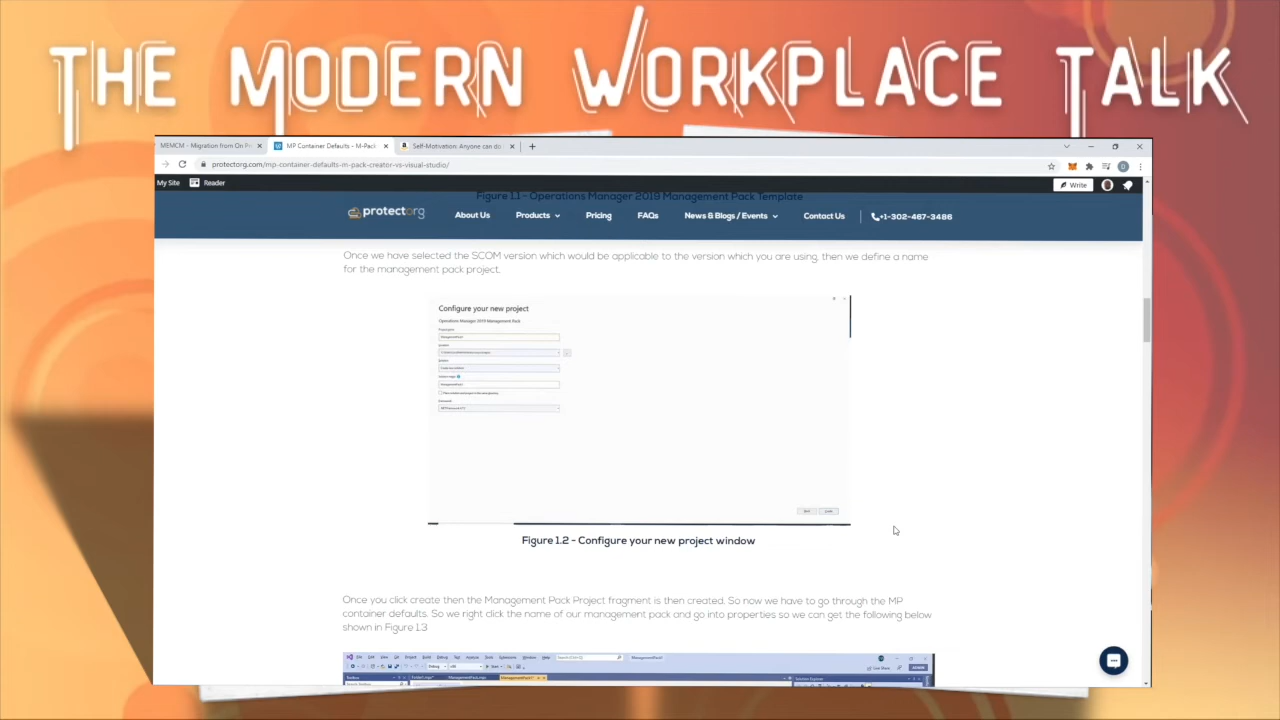 THE MODERN WORKPLACE TALK
MEMCM - Migration from On Pr
MP Container Defaults – M-Pack
Self-Motivation: Anyone can do
protectorg.com/mp-container-defaults-m-pack-creator-vs-visual-studio/
My Site
Reader
Write
Figure 1.1 - Operations Manager 2019 Management Pack Template
protectorg
About Us
Products
Pricing
FAQs
News & Blogs / Events
Contact Us
+1-302-467-3486
Once we have selected the SCOM version which would be applicable to the version which you are using, then we define a name
for the management pack project.
Configure your new project
Operations Manager 2019 Management Pack
Figure 1.2 - Configure your new project window
Once you click create then the Management Pack Project fragment is then created. So now we have to go through the MP
container defaults. So we right click the name of our management pack and go into properties so we can get the following below
shown in Figure 1.3